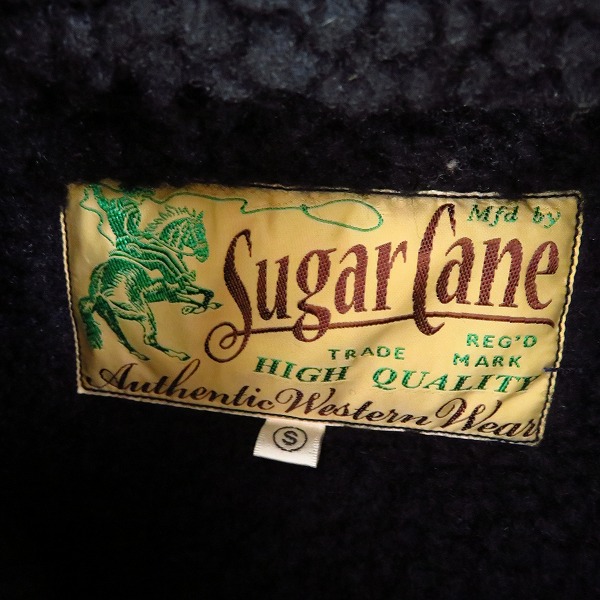 Mfd by
Sugar Cane
TRADE REG'D MARK
HIGH QUALITY
Authentic Western Wear
S